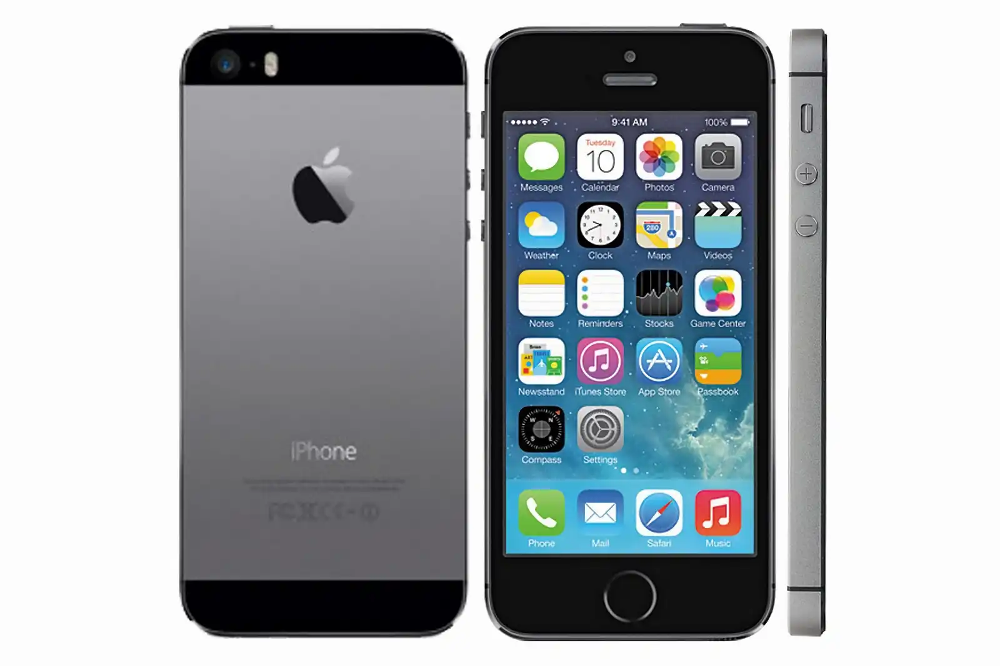 iPhone
9:41 AM 100%
Tuesday
10
Messages Calendar Photos Camera
280
Weather Clock Maps Videos
Notes Reminders Stocks Game Center
Newsstand iTunes Store App Store Passbook
W N
S E
Compass Settings
Phone Mail Safari Music